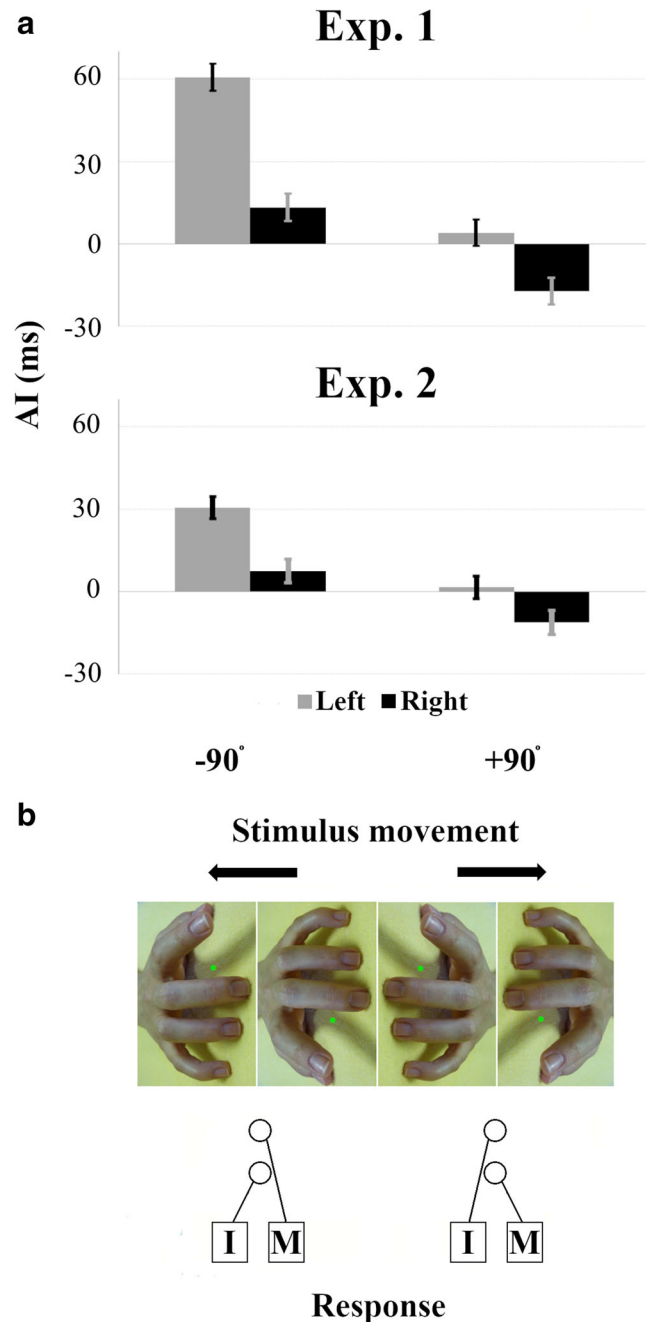 a
Exp. 1
60
30
0
-30
AI (ms)
Exp. 2
60
30
0
-30
Left Right
-90° +90°
b
Stimulus movement
I M I M
Response